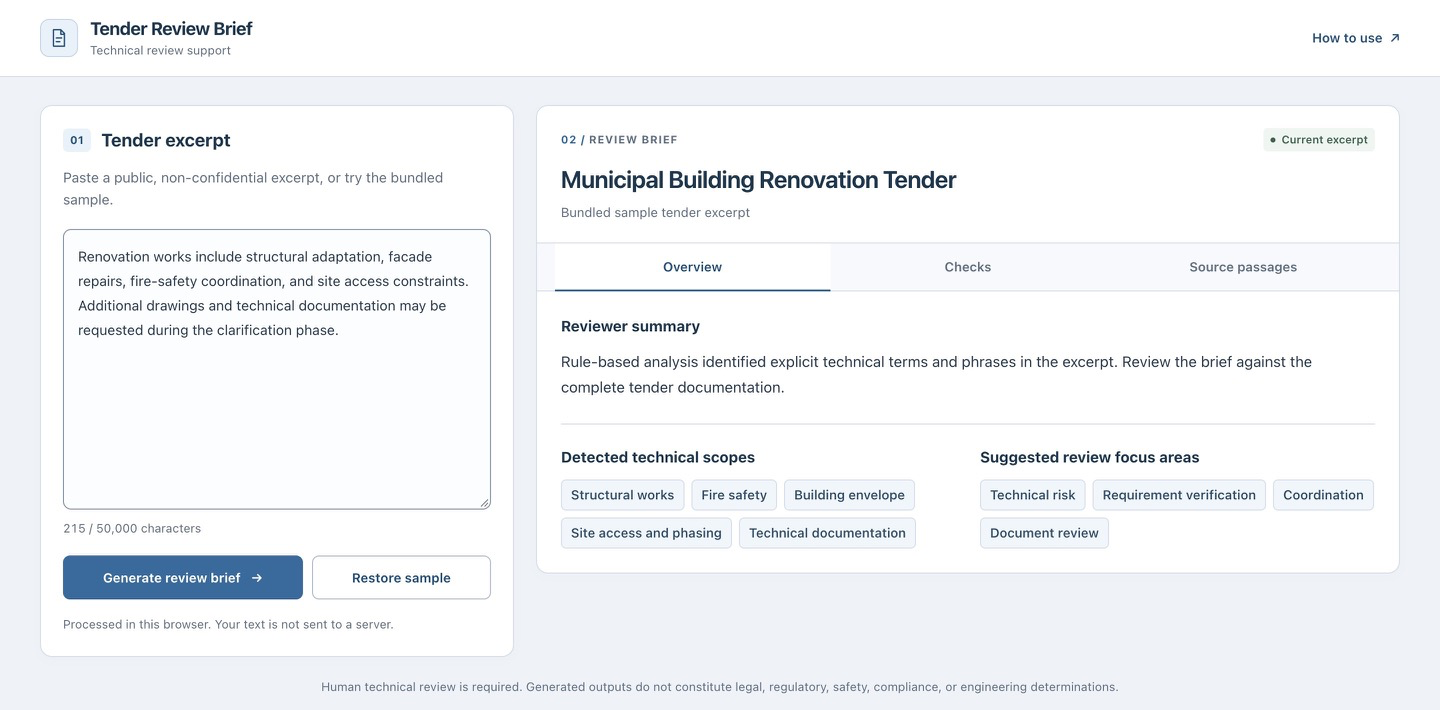 Tender Review Brief
Technical review support
How to use ↗
01 Tender excerpt
Paste a public, non-confidential excerpt, or try the bundled
sample.
Renovation works include structural adaptation, facade
repairs, fire-safety coordination, and site access constraints.
Additional drawings and technical documentation may be
requested during the clarification phase.
215 / 50,000 characters
Generate review brief →
Restore sample
Processed in this browser. Your text is not sent to a server.
02 / REVIEW BRIEF
Current excerpt
Municipal Building Renovation Tender
Bundled sample tender excerpt
Overview
Checks
Source passages
Reviewer summary
Rule-based analysis identified explicit technical terms and phrases in the excerpt. Review the brief against the
complete tender documentation.
Detected technical scopes
Structural works
Fire safety
Building envelope
Site access and phasing
Technical documentation
Suggested review focus areas
Technical risk
Requirement verification
Coordination
Document review
Human technical review is required. Generated outputs do not constitute legal, regulatory, safety, compliance, or engineering determinations.